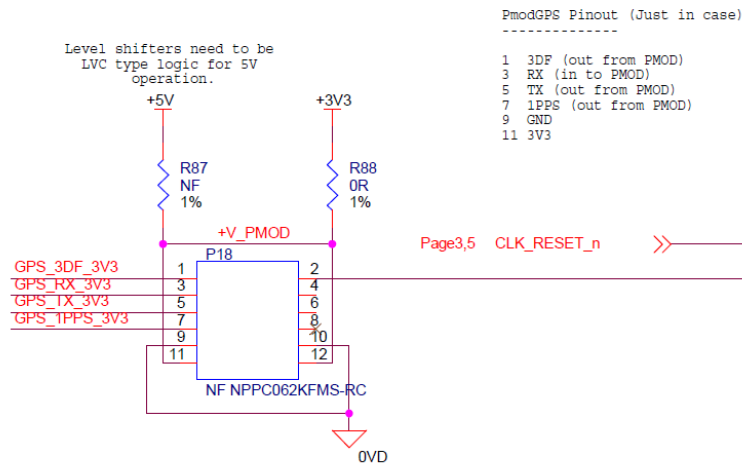 PmodGPS Pinout (Just in case)
--------------
1 3DF (out from PMOD)
3 RX (in to PMOD)
5 TX (out from PMOD)
7 1PPS (out from PMOD)
9 GND
11 3V3
Level shifters need to be
LVC type logic for 5V
operation.
+5V
+3V3
R87
NF
1%
R88
0R
1%
+V_PMOD
Page3,5 CLK_RESET_n
P18
GPS_3DF_3V3
GPS_RX_3V3
GPS_TX_3V3
GPS_1PPS_3V3
1 2
3 4
5 6
7 8
9 10
11 12
NF NPPC062KFMS-RC
0VD